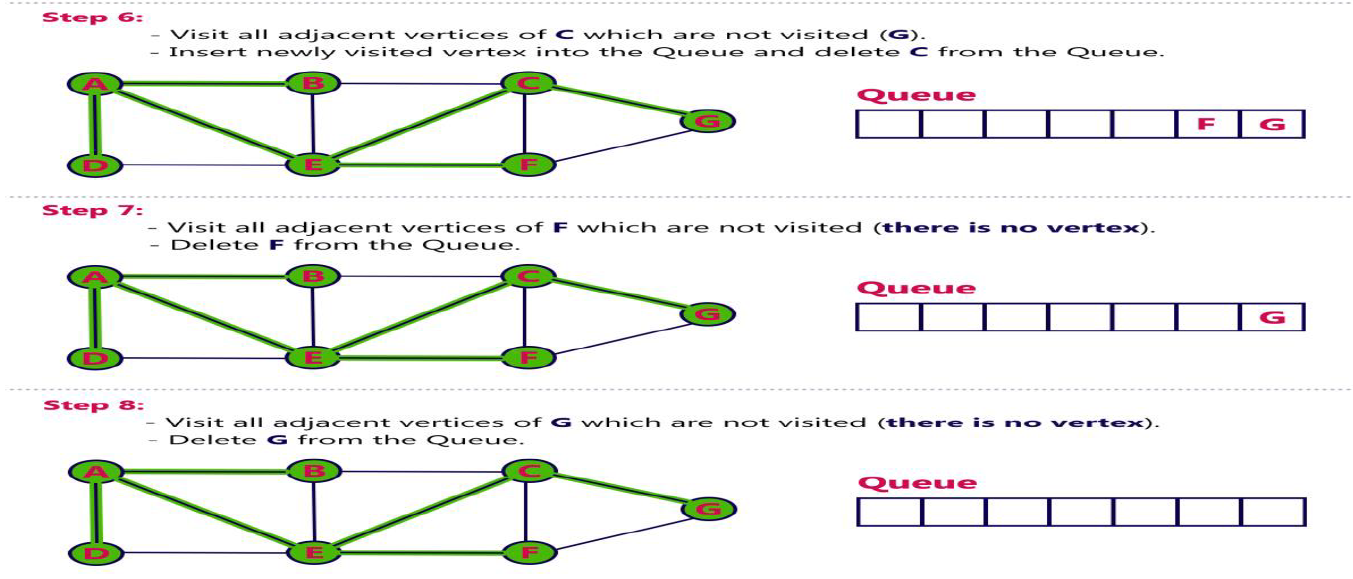 Step 6:
- Visit all adjacent vertices of C which are not visited (G).
- Insert newly visited vertex into the Queue and delete C from the Queue.
A B C
G
D E F
Queue
F G
Step 7:
- Visit all adjacent vertices of F which are not visited (there is no vertex).
- Delete F from the Queue.
A B C
G
D E F
Queue
G
Step 8:
- Visit all adjacent vertices of G which are not visited (there is no vertex).
- Delete G from the Queue.
A B C
G
D E F
Queue